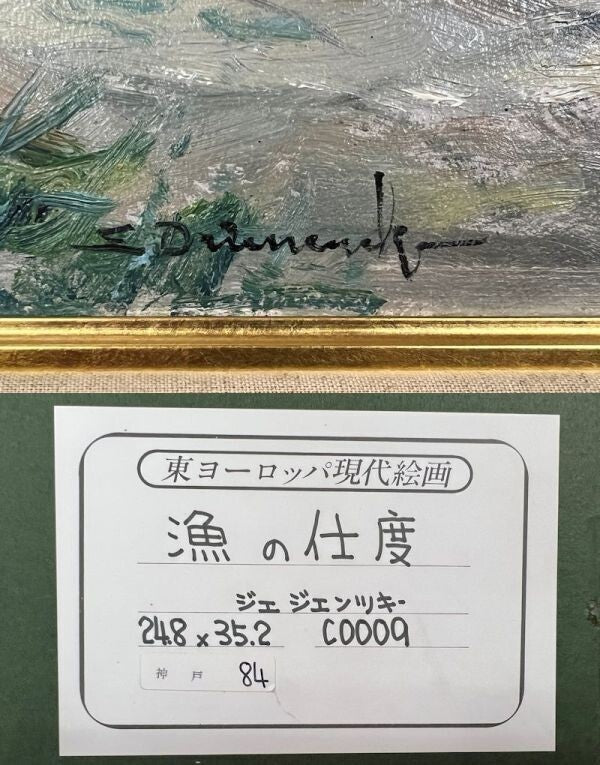 東ヨーロッパ現代絵画
漁の仕度
ジェ ジェンツキー
24.8 x 35.2 C0009
神戸 84